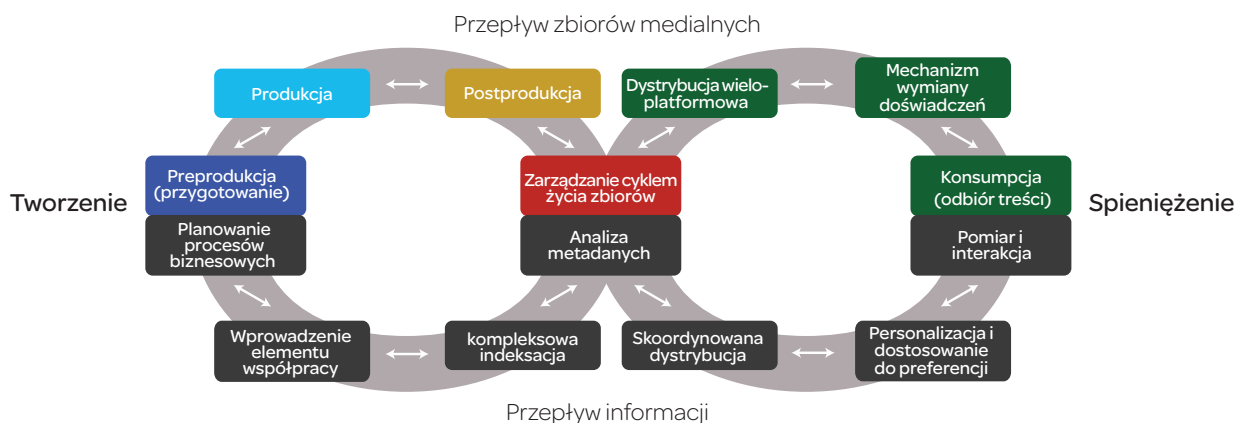 Przepływ zbiorów medialnych
Produkcja
Postprodukcja
Dystrybucja wielo-
platformowa
Mechanizm
wymiany
doświadczeń
Tworzenie
Preprodukcja
(przygotowanie)
Zarządzanie cyklem
życia zbiorów
Konsumpcja
(odbiór treści)
Spieniężenie
Planowanie
procesów
biznesowych
Analiza
metadanych
Pomiar i
interakcja
Wprowadzenie
elementu
współpracy
kompleksowa
indeksacja
Skoordynowana
dystrybucja
Personalizacja i
dostosowanie
do preferencji
Przepływ informacji